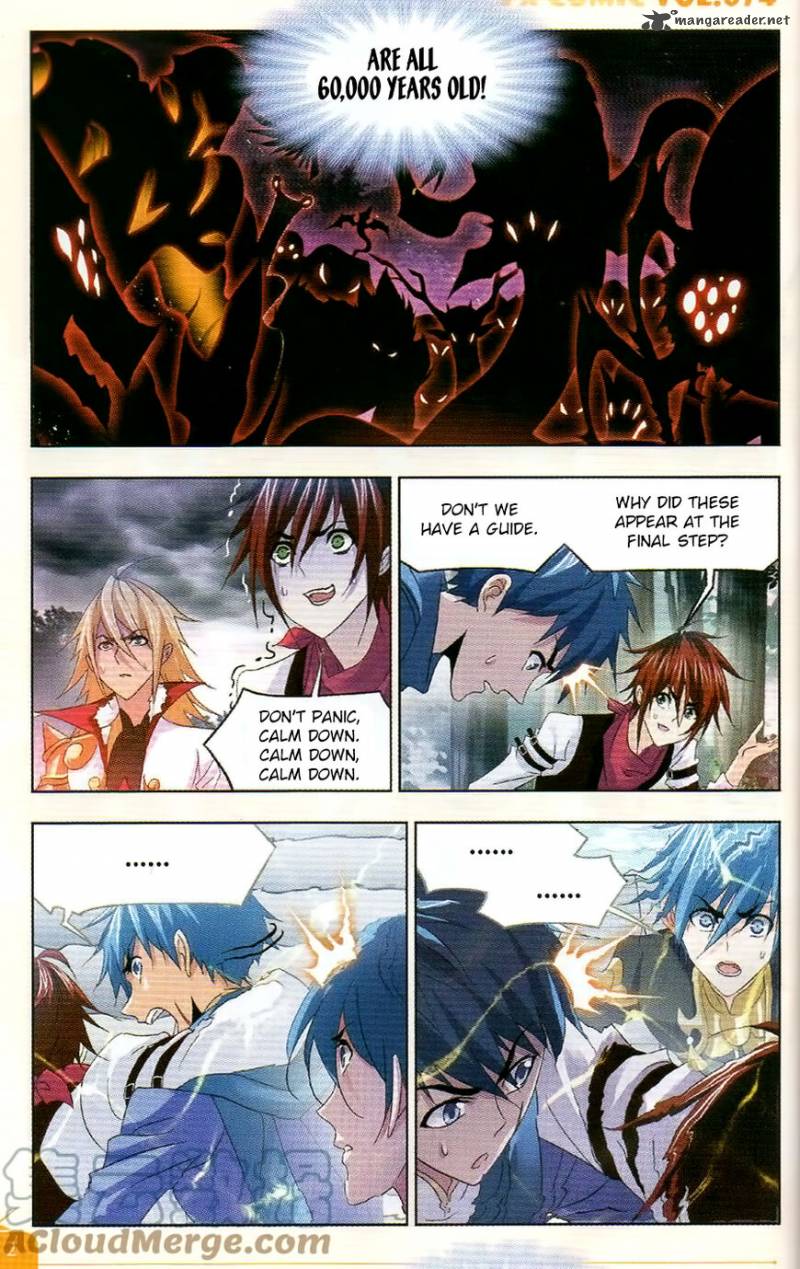 mangareader.net
ARE ALL
60,000 YEARS OLD!
DON'T PANIC,
CALM DOWN.
CALM DOWN,
CALM DOWN.
WHY DID THESE
APPEAR AT THE
FINAL STEP?
DON'T WE
HAVE A GUIDE.
......
......
......
ACloudMerge.com
2